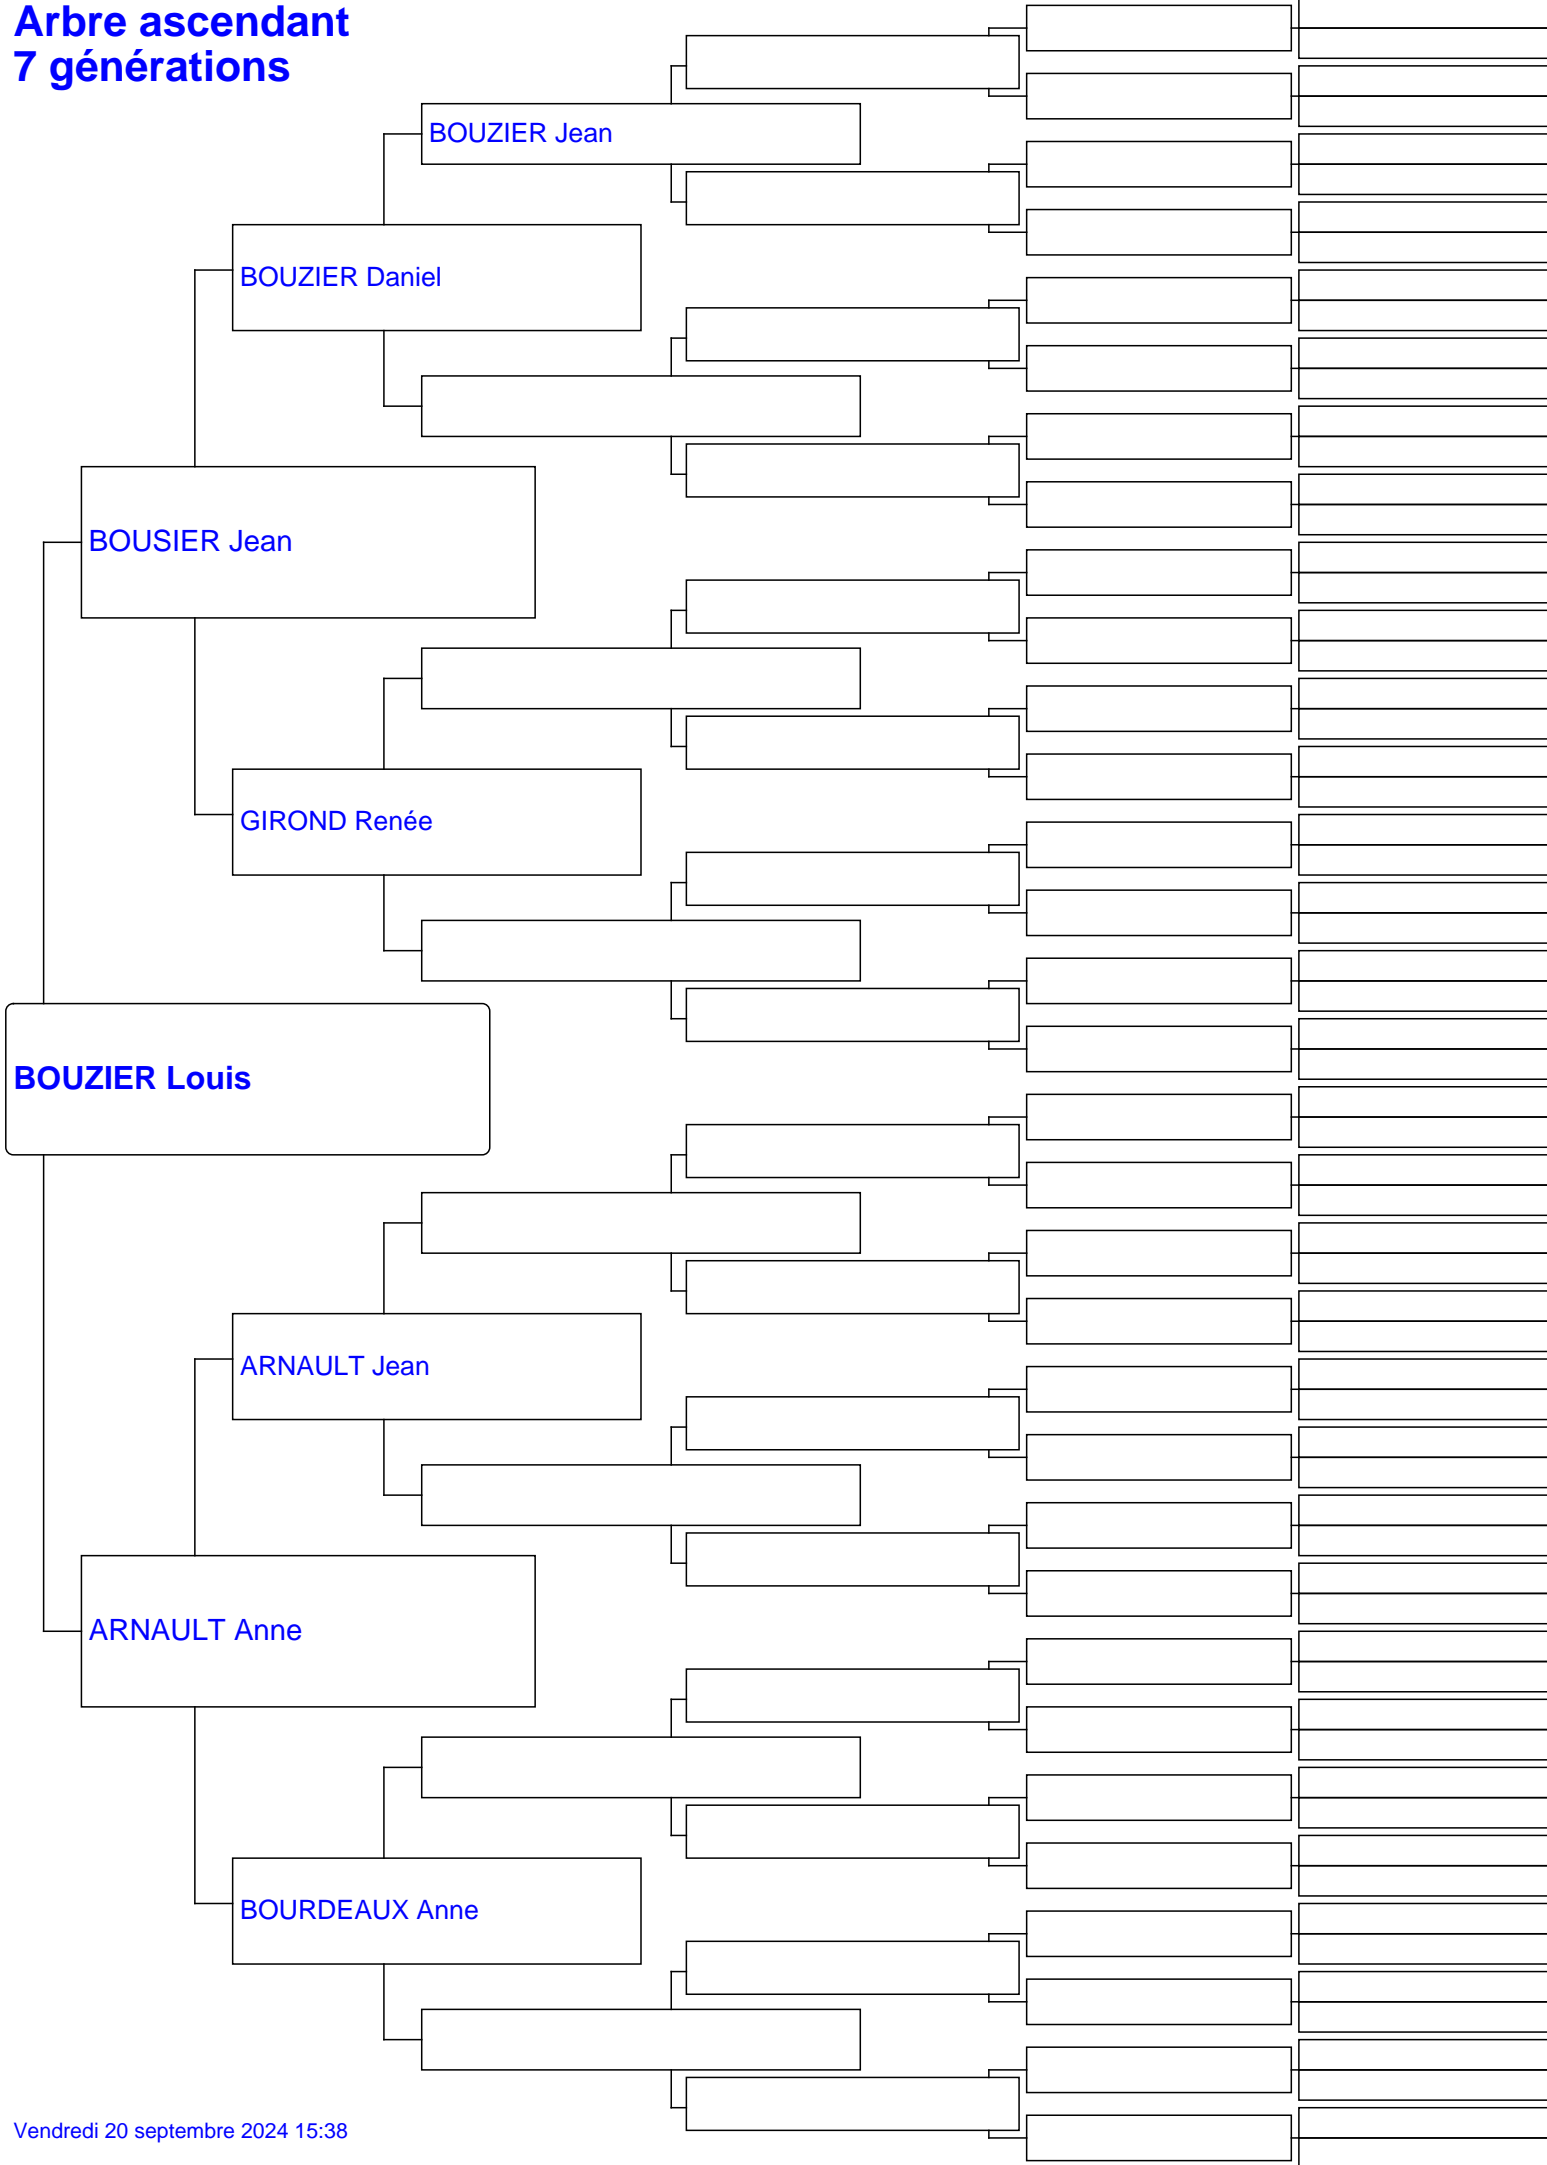 Arbre ascendant
7 générations
BOUZIER Jean
BOUZIER Daniel
BOUSIER Jean
GIROND Renée
BOUZIER Louis
ARNAULT Jean
ARNAULT Anne
BOURDEAUX Anne
Vendredi 20 septembre 2024 15:38